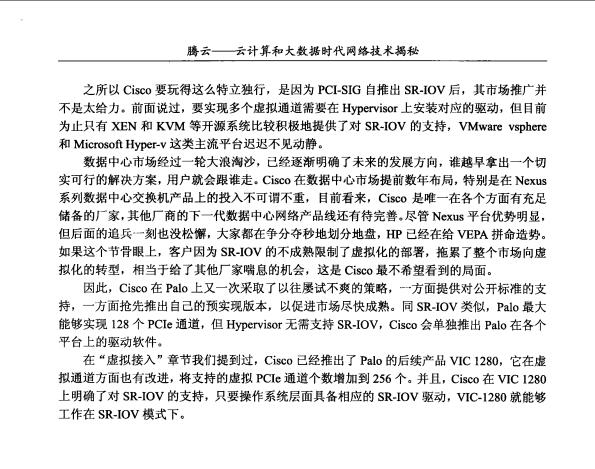 腾云——云计算和大数据时代网络技术揭秘
之所以 Cisco 要玩得这么特立独行，是因为 PCI-SIG 自推出 SR-IOV 后，其市场推广并
不是太给力。前面说过，要实现多个虚拟通道需要在 Hypervisor 上安装对应的驱动，但目前
为止只有 XEN 和 KVM 等开源系统比较积极地提供了对 SR-IOV 的支持，VMware vsphere
和 Microsoft Hyper-v 这类主流平台迟迟不见动静。
数据中心市场经过一轮大浪淘沙，已经逐渐明确了未来的发展方向，谁越早拿出一个切
实可行的解决方案，用户就会跟谁走。Cisco 在数据中心市场提前数年布局，特别是在 Nexus
系列数据中心交换机产品上的投入不可谓不重，目前看来，Cisco 是唯一在各个方面有充足
储备的厂家，其他厂商的下一代数据中心网络产品线还有待完善。尽管 Nexus 平台优势明显，
但后面的追兵一刻也没松懈，大家都在争分夺秒地划分地盘，HP 已经在给 VEPA 拼命造势。
如果这个节骨眼上，客户因为 SR-IOV 的不成熟限制了虚拟化的部署，拖累了整个市场向虚
拟化的转型，相当于给了其他厂家喘息的机会，这是 Cisco 最不希望看到的局面。
因此，Cisco 在 Palo 上又一次采取了以往屡试不爽的策略，一方面提供对公开标准的支
持，一方面抢先推出自己的预实现版本，以促进市场尽快成熟。同 SR-IOV 类似，Palo 最大
能够实现 128 个 PCIe 通道，但 Hypervisor 无需支持 SR-IOV，Cisco 会单独推出 Palo 在各个
平台上的驱动软件。
在“虚拟接入”章节我们提到过，Cisco 已经推出了 Palo 的后续产品 VIC 1280，它在虚
拟通道方面也有改进，将支持的虚拟 PCIe 通道个数增加到 256 个。并且，Cisco 在 VIC 1280
上明确了对 SR-IOV 的支持，只要操作系统层面具备相应的 SR-IOV 驱动，VIC-1280 就能够
工作在 SR-IOV 模式下。